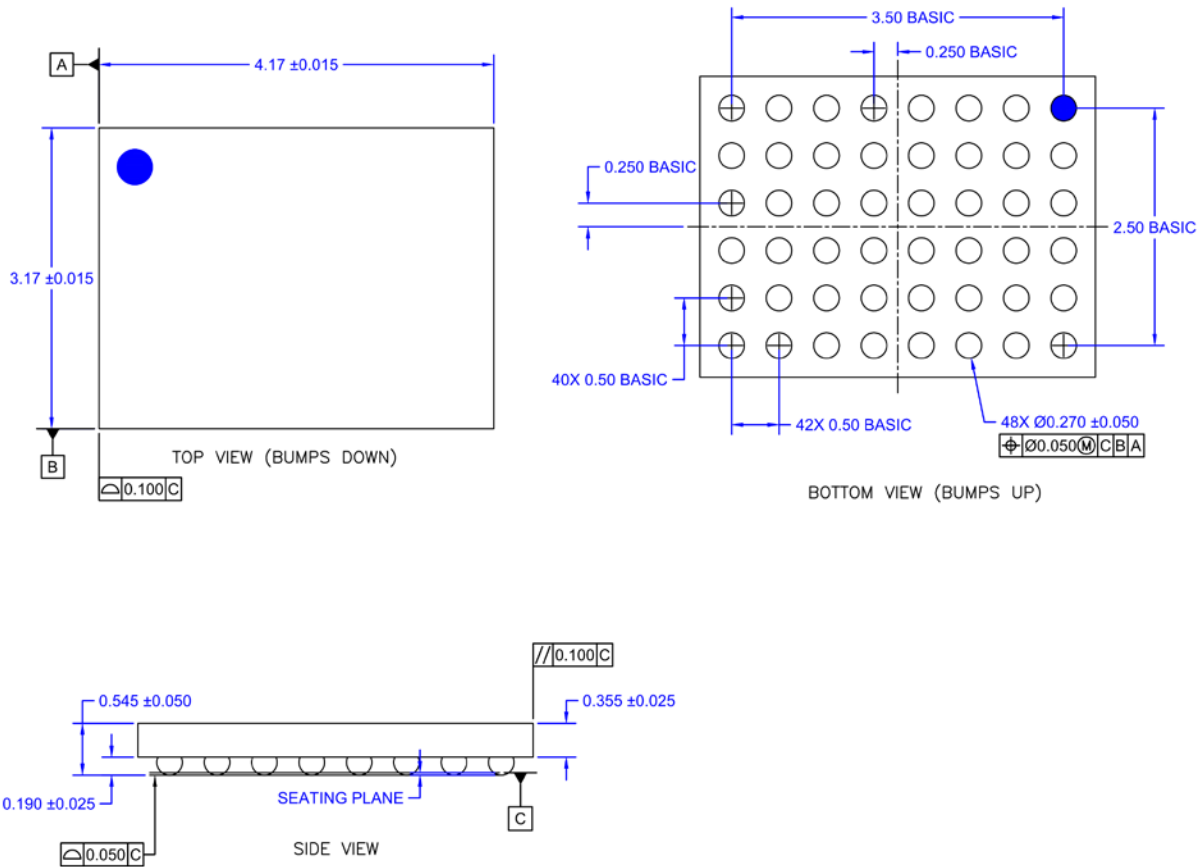 A
4.17 ±0.015
3.17 ±0.015
B
TOP VIEW (BUMPS DOWN)
⌓ 0.100 C
3.50 BASIC
0.250 BASIC
0.250 BASIC
2.50 BASIC
40X 0.50 BASIC
42X 0.50 BASIC
48X Ø0.270 ±0.050
⌖ Ø0.050Ⓜ C B A
BOTTOM VIEW (BUMPS UP)
// 0.100 C
0.545 ±0.050
0.355 ±0.025
0.190 ±0.025
SEATING PLANE
C
⌓ 0.050 C
SIDE VIEW